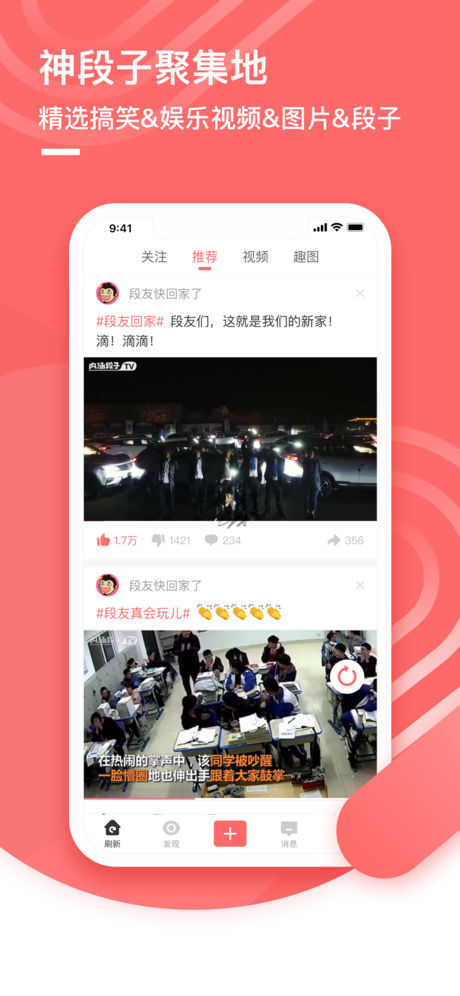 神段子聚集地
精选搞笑&娱乐视频&图片&段子
9:41
关注 推荐 视频 趣图
段友快回家了
#段友回家# 段友们，这就是我们的新家！
滴！滴滴！
内涵段子TV
1.7万 1421 234 356
段友快回家了
#段友真会玩儿# 👏👏👏👏👏
内涵段子TV
在热闹的掌声中，该同学被吵醒
一脸懵圈地也伸出手跟着大家鼓掌
刷新 发现 消息